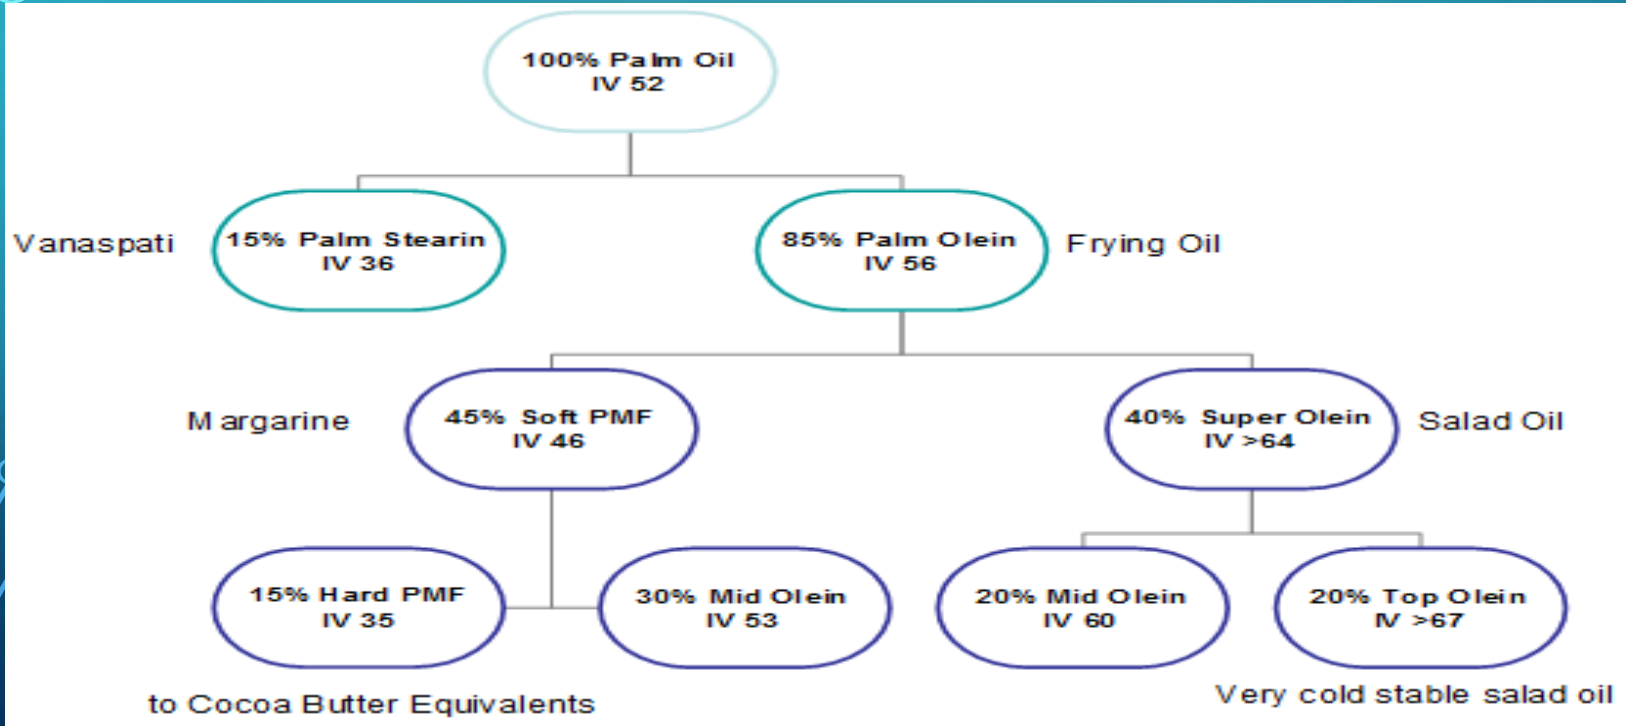 100% Palm Oil
IV 52
Vanaspati
15% Palm Stearin
IV 36
85% Palm Olein
IV 56
Frying Oil
Margarine
45% Soft PMF
IV 46
40% Super Olein
IV >64
Salad Oil
15% Hard PMF
IV 35
30% Mid Olein
IV 53
20% Mid Olein
IV 60
20% Top Olein
IV >67
to Cocoa Butter Equivalents
Very cold stable salad oil